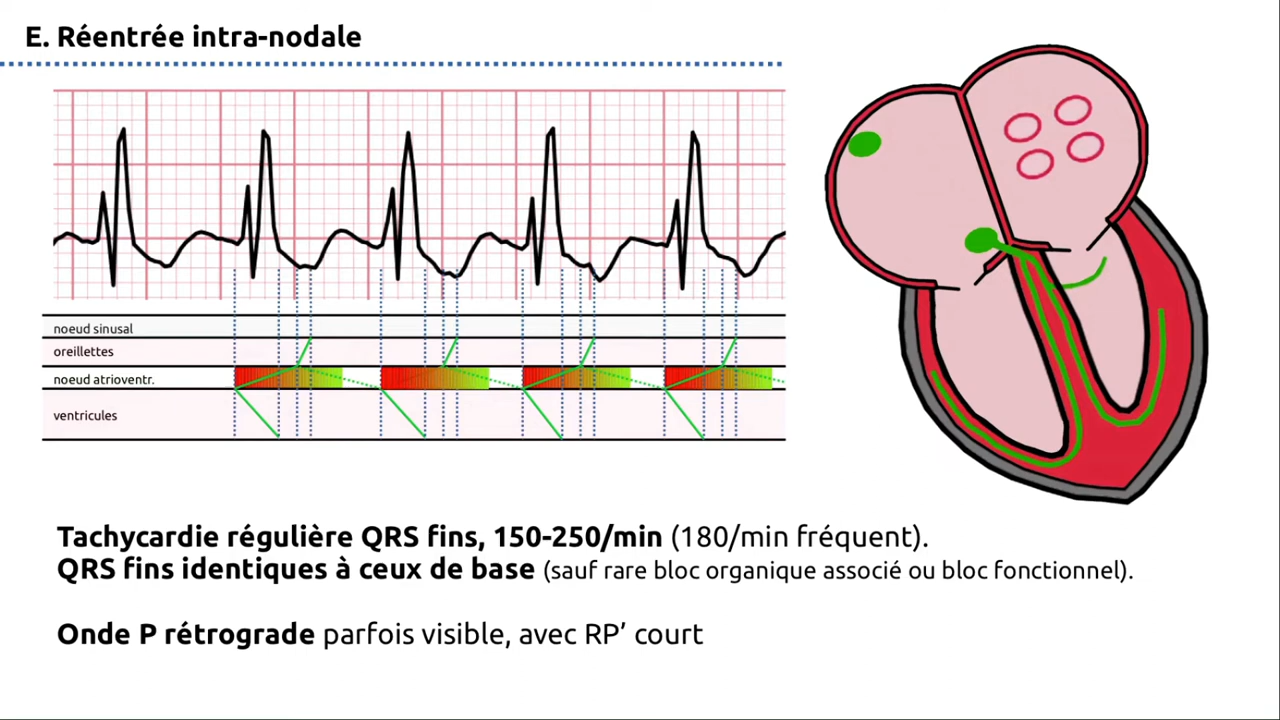 E. Réentrée intra-nodale
noeud sinusal
oreillettes
noeud atrioventr.
ventricules
Tachycardie régulière QRS fins, 150-250/min (180/min fréquent).
QRS fins identiques à ceux de base (sauf rare bloc organique associé ou bloc fonctionnel).
Onde P rétrograde parfois visible, avec RP’ court